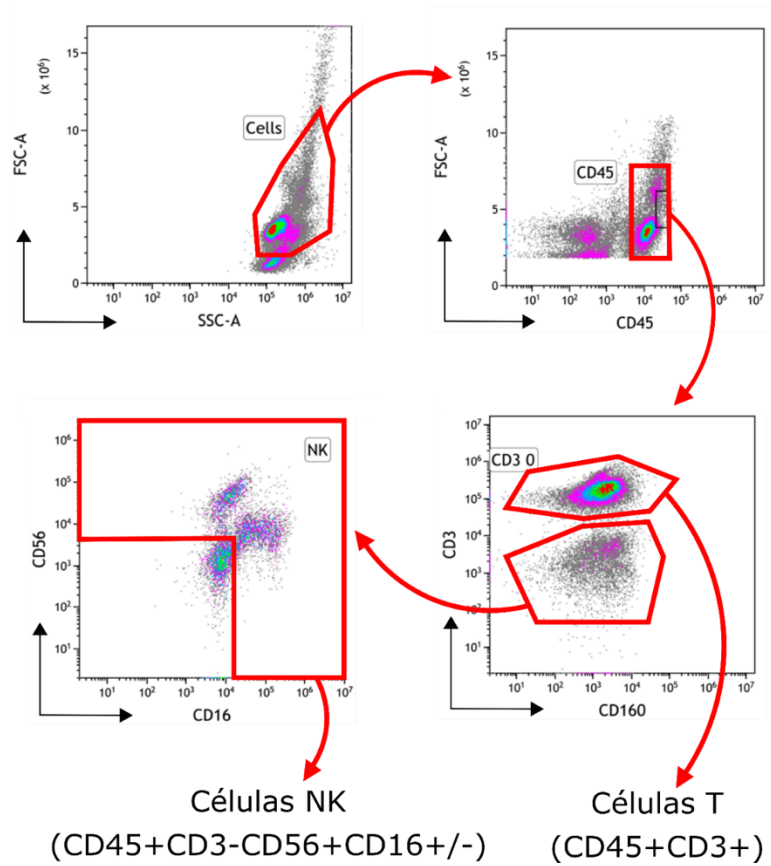 (x 10⁶)
15
10
5
0
FSC-A
Cells
10¹ 10² 10³ 10⁴ 10⁵ 10⁶ 10⁷
SSC-A
(x 10⁶)
15
10
5
0
FSC-A
CD45
10¹ 10² 10³ 10⁴ 10⁵ 10⁶ 10⁷
CD45
10⁶
10⁵
10⁴
10³
10²
10¹
CD56
NK
10² 10³ 10⁴ 10⁵ 10⁶ 10⁷
CD16
10⁷
10⁶
10⁵
10⁴
10³
10²
10¹
CD3
CD3 0
10¹ 10² 10³ 10⁴ 10⁵ 10⁶
CD160
Células NK
(CD45+CD3-CD56+CD16+/-)
Células T
(CD45+CD3+)